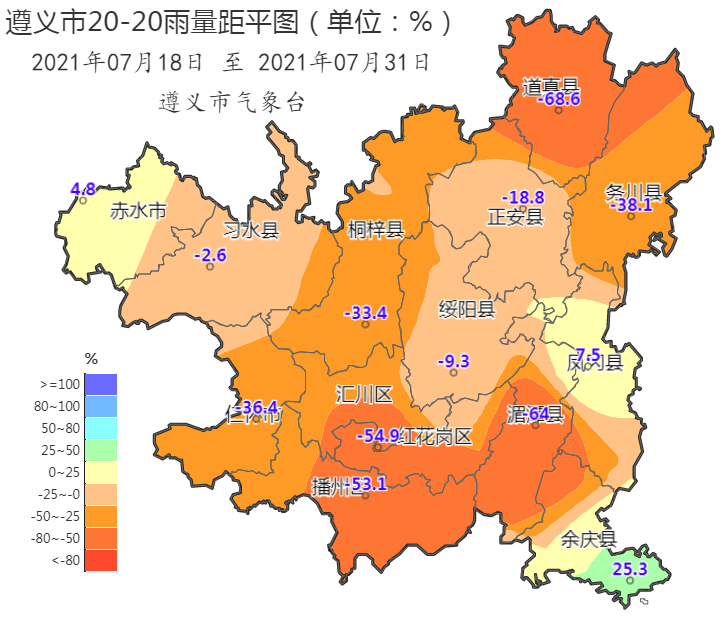 遵义市20-20雨量距平图（单位：%）
2021年07月18日 至 2021年07月31日
遵义市气象台
道真县
-68.6
务川县
-38.1
4.8
赤水市
-18.8
正安县
习水县
-2.6
桐梓县
-33.4
绥阳县
-9.3
7.5
凤冈县
汇川区
-36.4
仁怀市
-64
湄潭县
-54.9
红花岗区
播州区
-53.1
余庆县
25.3
%
>=100
80~100
50~80
25~50
0~25
-25~-0
-50~-25
-80~-50
<-80